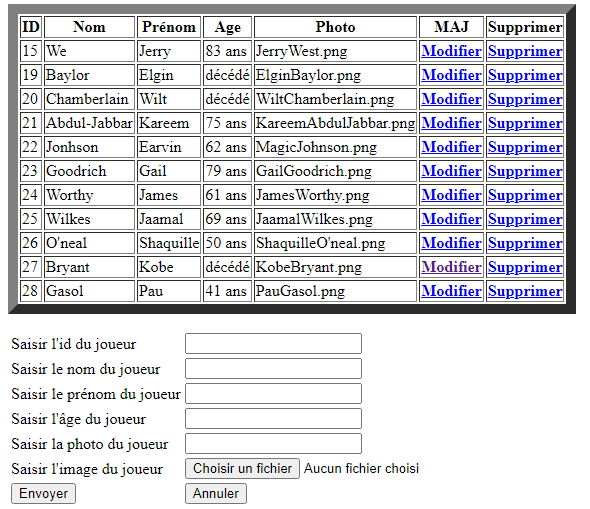 ID Nom Prénom Age Photo MAJ Supprimer
15 We Jerry 83 ans JerryWest.png Modifier Supprimer
19 Baylor Elgin décédé ElginBaylor.png Modifier Supprimer
20 Chamberlain Wilt décédé WiltChamberlain.png Modifier Supprimer
21 Abdul-Jabbar Kareem 75 ans KareemAbdulJabbar.png Modifier Supprimer
22 Jonhson Earvin 62 ans MagicJohnson.png Modifier Supprimer
23 Goodrich Gail 79 ans GailGoodrich.png Modifier Supprimer
24 Worthy James 61 ans JamesWorthy.png Modifier Supprimer
25 Wilkes Jaamal 69 ans JaamalWilkes.png Modifier Supprimer
26 O'neal Shaquille 50 ans ShaquilleO'neal.png Modifier Supprimer
27 Bryant Kobe décédé KobeBryant.png Modifier Supprimer
28 Gasol Pau 41 ans PauGasol.png Modifier Supprimer
Saisir l'id du joueur
Saisir le nom du joueur
Saisir le prénom du joueur
Saisir l'âge du joueur
Saisir la photo du joueur
Saisir l'image du joueur Choisir un fichier Aucun fichier choisi
Envoyer Annuler